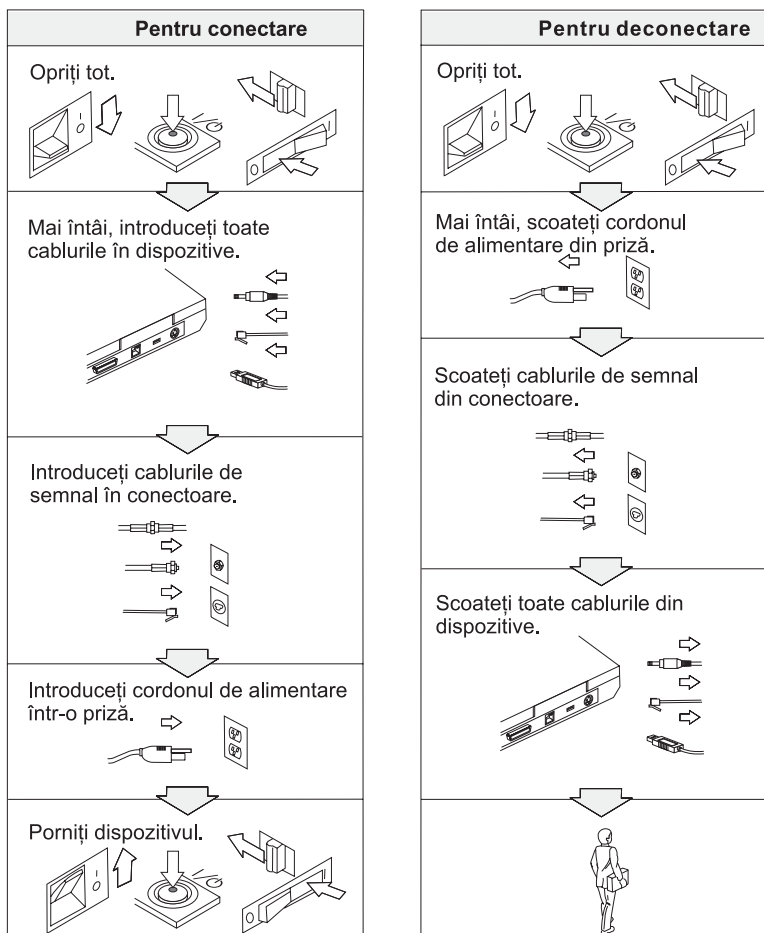 Pentru conectare
Opriți tot.
Mai întâi, introduceți toate
cablurile în dispozitive.
Introduceți cablurile de
semnal în conectoare.
Introduceți cordonul de alimentare
într-o priză.
Porniți dispozitivul.
Pentru deconectare
Opriți tot.
Mai întâi, scoateți cordonul
de alimentare din priză.
Scoateți cablurile de semnal
din conectoare.
Scoateți toate cablurile din
dispozitive.